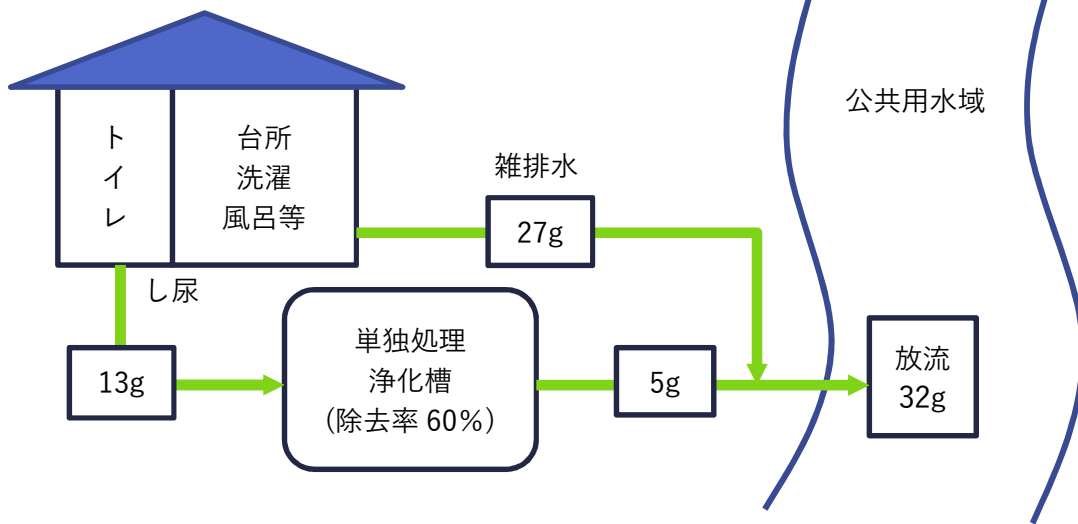 トイレ
台所
洗濯
風呂等
公共用水域
雑排水
27g
し尿
13g
単独処理
浄化槽
(除去率 60%)
5g
放流
32g